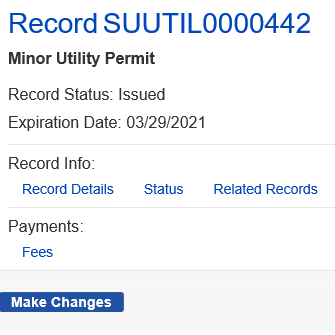 Record SUUTIL0000442
Minor Utility Permit
Record Status: Issued
Expiration Date: 03/29/2021
Record Info:
Record Details Status Related Records
Payments:
Fees
Make Changes